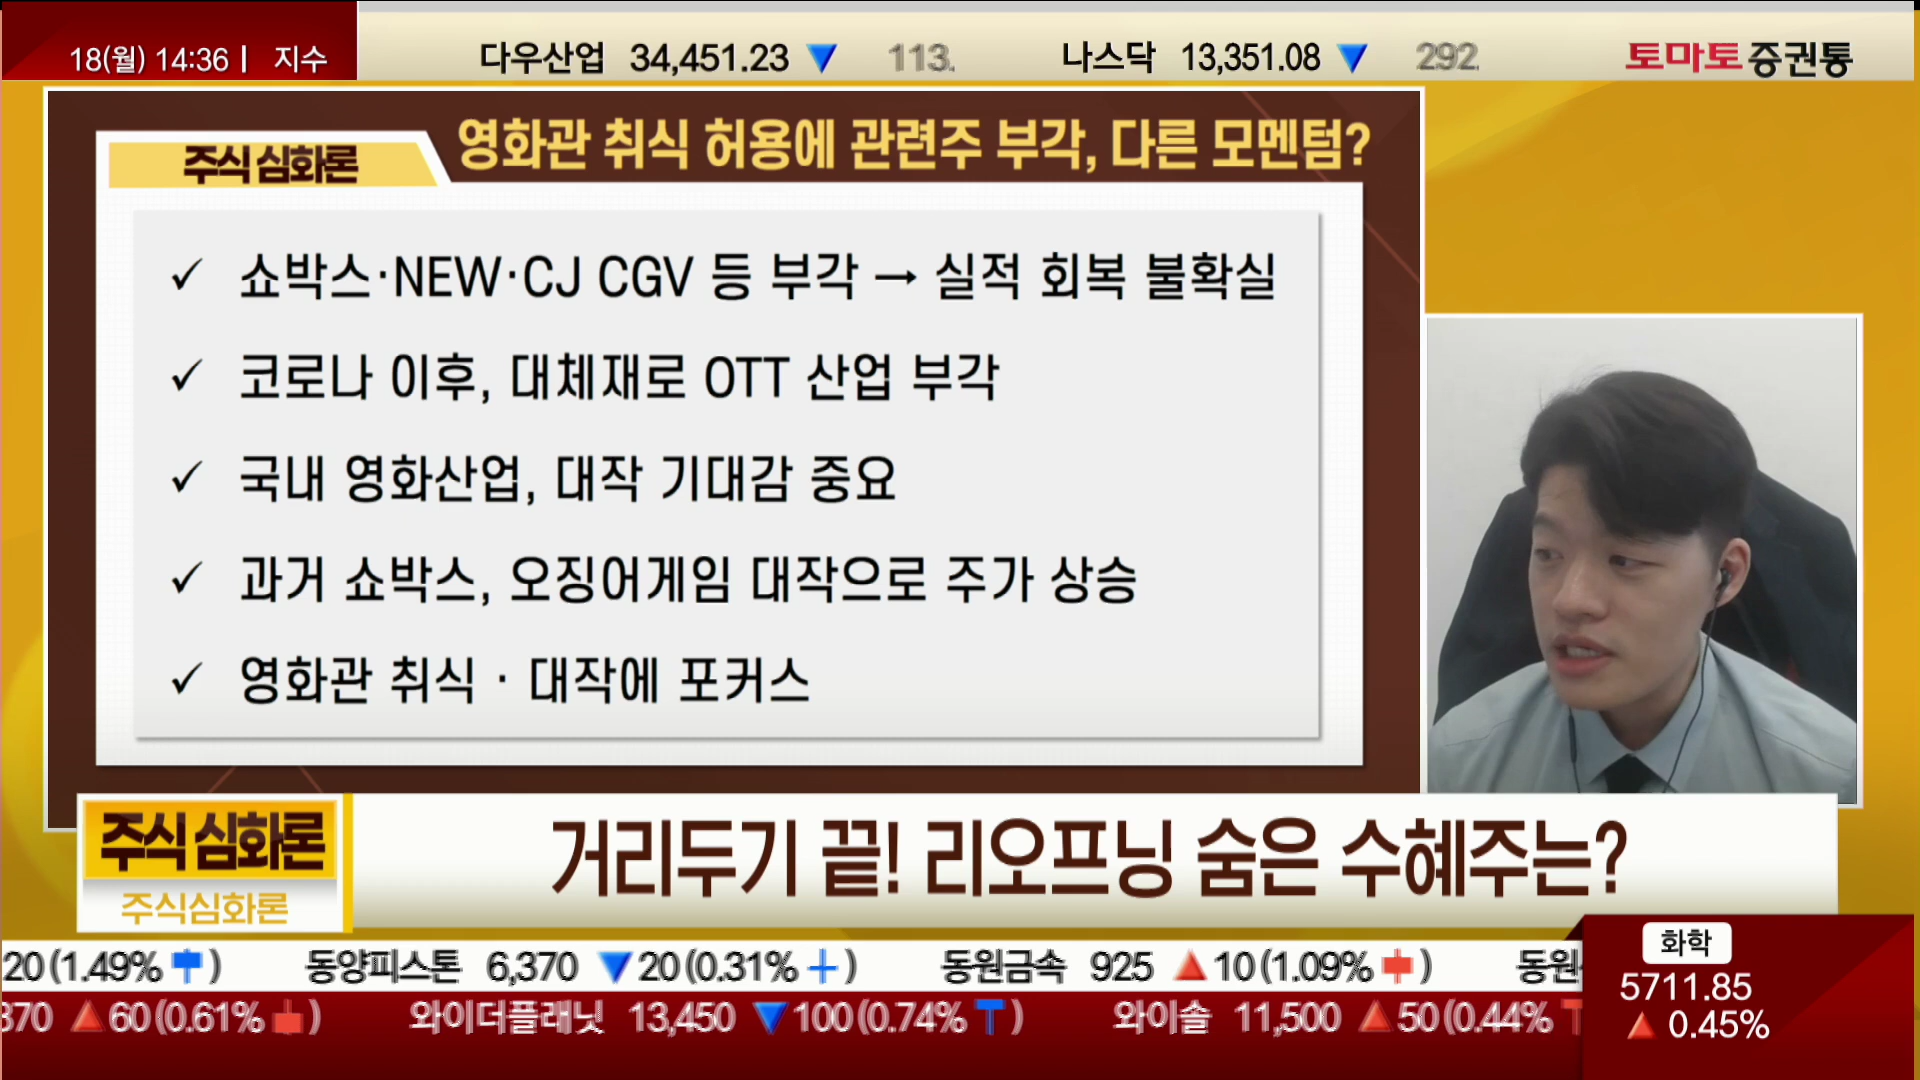 18(월) 14:36 | 지수 다우산업 34,451.23 ▼ 113. 나스닥 13,351.08 ▼ 292. 토마토증권통
주식 심화론 영화관 취식 허용에 관련주 부각, 다른 모멘텀?
✓ 쇼박스·NEW·CJ CGV 등 부각 → 실적 회복 불확실
✓ 코로나 이후, 대체재로 OTT 산업 부각
✓ 국내 영화산업, 대작 기대감 중요
✓ 과거 쇼박스, 오징어게임 대작으로 주가 상승
✓ 영화관 취식 · 대작에 포커스
주식 심화론
주식심화론
거리두기 끝! 리오프닝 숨은 수혜주는?
20(1.49% ) 동양피스톤 6,370 ▼20(0.31% ) 동원금속 925 ▲10(1.09% ) 동원
370 ▲60(0.61% ) 와이더플래닛 13,450 ▼100(0.74% ) 와이솔 11,500 ▲50(0.44%
화학
5711.85
▲ 0.45%